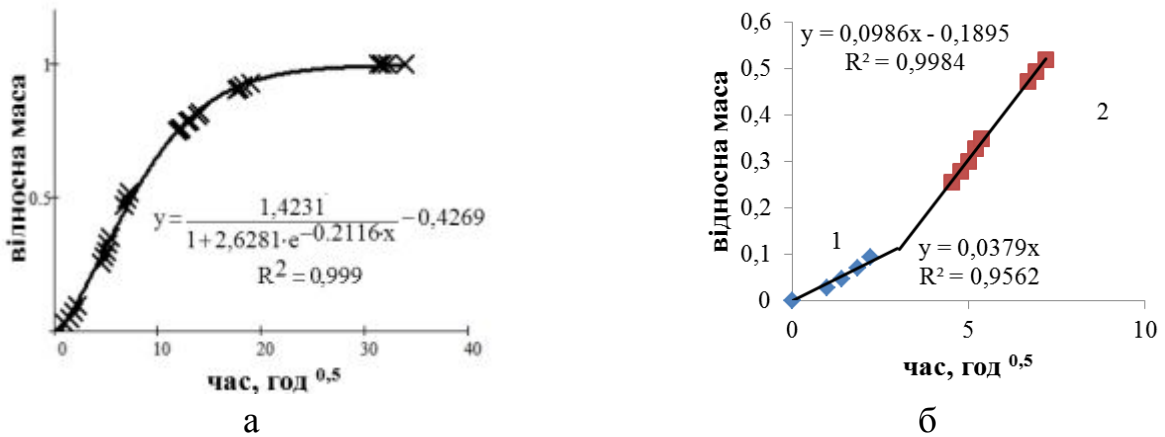 вілносна маса
1
0.5
y = 1,4231 / 1+2,6281·e^-0.2116·x − 0,4269
R² = 0,999
0 10 20 30 40
час, год 0,5
а
y = 0,0986x - 0,1895
R² = 0,9984
відносна маса
0,6
0,5
0,4
0,3
0,2
0,1
0
2
1
y = 0,0379x
R² = 0,9562
0 5 10
час, год 0,5
б